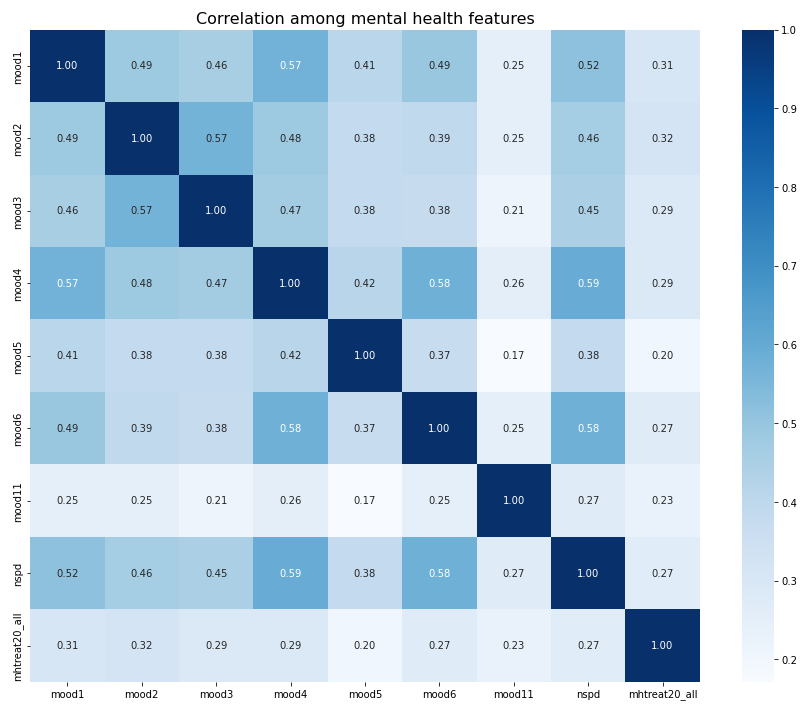 Correlation among mental health features
mood1 1.00 0.49 0.46 0.57 0.41 0.49 0.25 0.52 0.31
mood2 0.49 1.00 0.57 0.48 0.38 0.39 0.25 0.46 0.32
mood3 0.46 0.57 1.00 0.47 0.38 0.38 0.21 0.45 0.29
mood4 0.57 0.48 0.47 1.00 0.42 0.58 0.26 0.59 0.29
mood5 0.41 0.38 0.38 0.42 1.00 0.37 0.17 0.38 0.20
mood6 0.49 0.39 0.38 0.58 0.37 1.00 0.25 0.58 0.27
mood11 0.25 0.25 0.21 0.26 0.17 0.25 1.00 0.27 0.23
nspd 0.52 0.46 0.45 0.59 0.38 0.58 0.27 1.00 0.27
mhtreat20_all 0.31 0.32 0.29 0.29 0.20 0.27 0.23 0.27 1.00
mood1 mood2 mood3 mood4 mood5 mood6 mood11 nspd mhtreat20_all
1.0
0.9
0.8
0.7
0.6
0.5
0.4
0.3
0.2